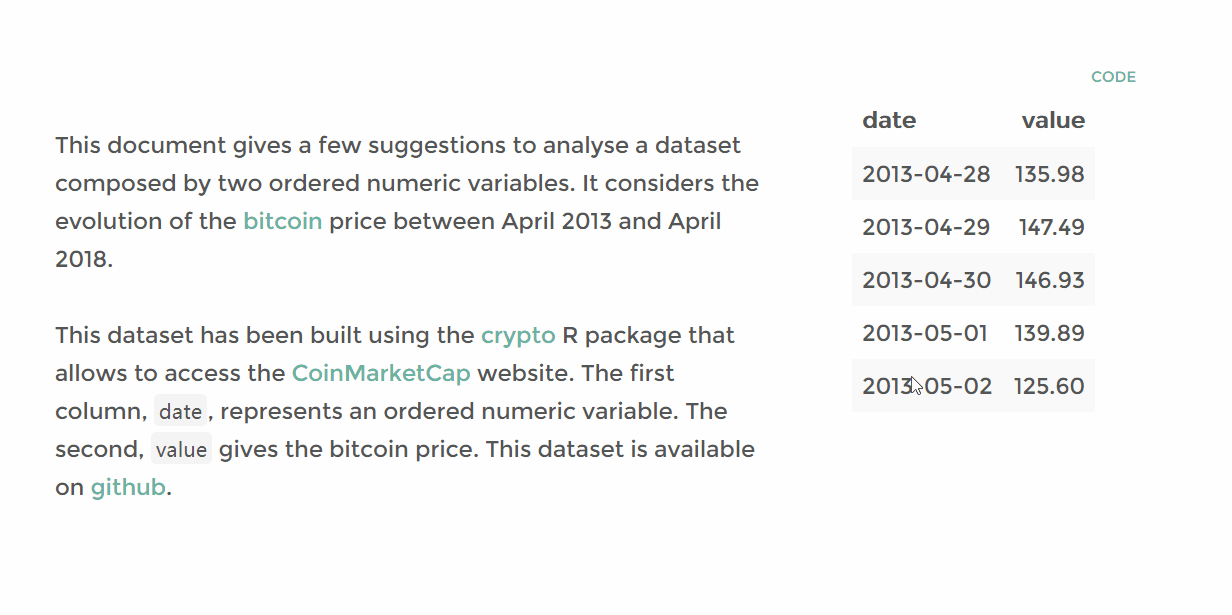 CODE
This document gives a few suggestions to analyse a dataset
composed by two ordered numeric variables. It considers the
evolution of the bitcoin price between April 2013 and April
2018.
This dataset has been built using the crypto R package that
allows to access the CoinMarketCap website. The first
column, date, represents an ordered numeric variable. The
second, value gives the bitcoin price. This dataset is available
on github.
date value
2013-04-28 135.98
2013-04-29 147.49
2013-04-30 146.93
2013-05-01 139.89
2013-05-02 125.60